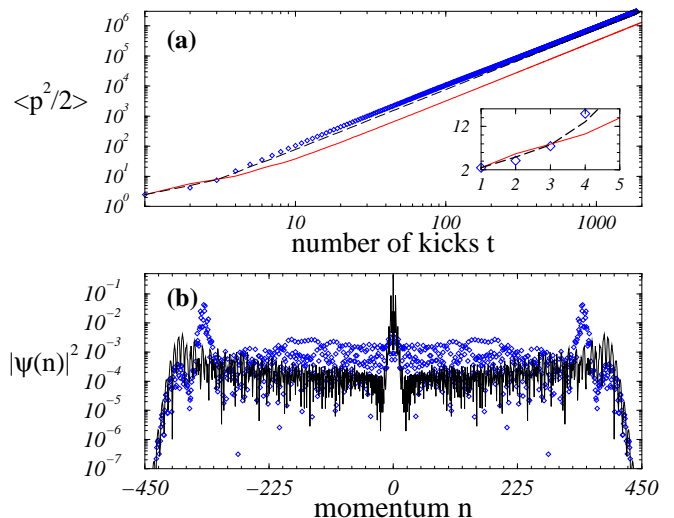 (a)
<p²/2>
10⁶
10⁵
10⁴
10³
10²
10¹
10⁰
10 100 1000
number of kicks t
12
2
1 2 3 4 5
(b)
|ψ(n)|²
10⁻¹
10⁻²
10⁻³
10⁻⁴
10⁻⁵
10⁻⁶
10⁻⁷
−450 −225 0 225 450
momentum n